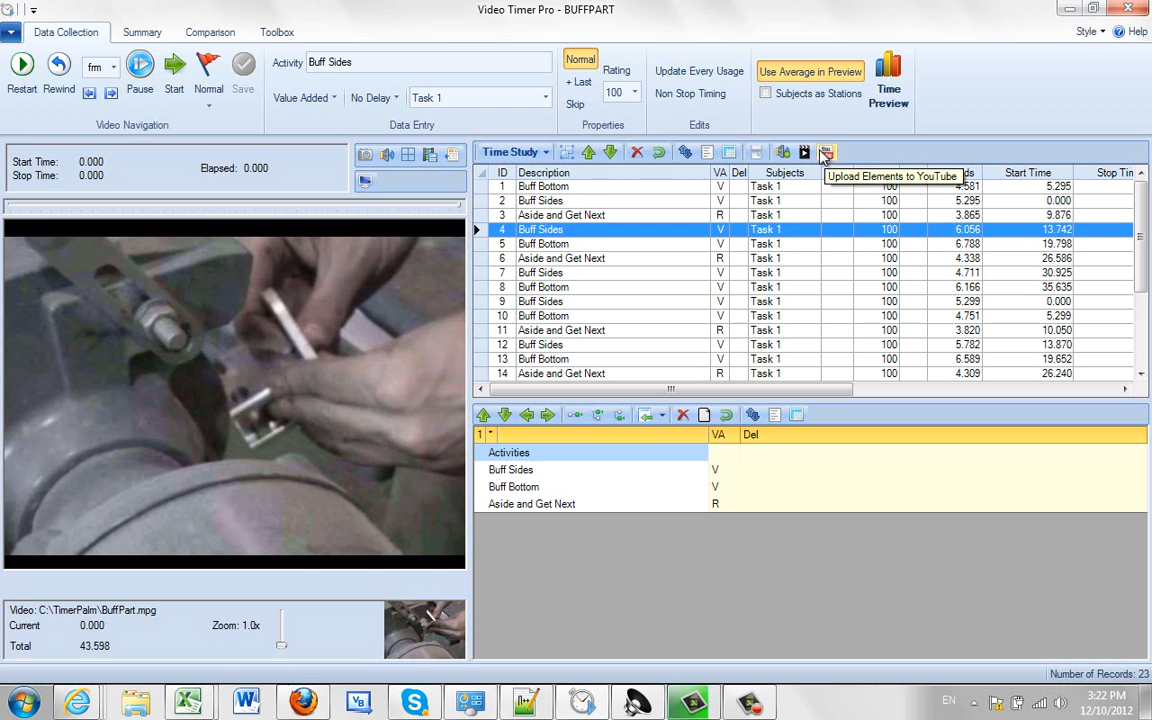 Video Timer Pro - BUFFPART
Data Collection Summary Comparison Toolbox Style Help
Restart Rewind frm Pause Start Normal Save
Video Navigation
Activity Buff Sides
Value Added No Delay Task 1
Data Entry
Normal
+ Last
Skip
Rating
100
Properties
Update Every Usage
Non Stop Timing
Edits
Use Average in Preview
Subjects as Stations
Time
Preview
Start Time: 0.000
Stop Time: 0.000
Elapsed: 0.000
Time Study
Upload Elements to YouTube
ID Description VA Del Subjects Start Time
1 Buff Bottom V Task 1 100 4.581 5.295
2 Buff Sides V Task 1 100 5.295 0.000
3 Aside and Get Next R Task 1 100 3.865 9.876
4 Buff Sides V Task 1 100 6.056 13.742
5 Buff Bottom V Task 1 100 6.788 19.798
6 Aside and Get Next R Task 1 100 4.338 26.586
7 Buff Sides V Task 1 100 4.711 30.925
8 Buff Bottom V Task 1 100 6.166 35.635
9 Buff Sides V Task 1 100 5.299 0.000
10 Buff Bottom V Task 1 100 4.751 5.299
11 Aside and Get Next R Task 1 100 3.820 10.050
12 Buff Sides V Task 1 100 5.782 13.870
13 Buff Bottom V Task 1 100 6.589 19.652
14 Aside and Get Next R Task 1 100 4.309 26.240
1 * VA Del
Activities
Buff Sides V
Buff Bottom V
Aside and Get Next R
Video: C:\TimerPalm\BuffPart.mpg
Current 0.000 Zoom: 1.0x
Total 43.598
Number of Records: 23
EN
3:22 PM
12/10/2012